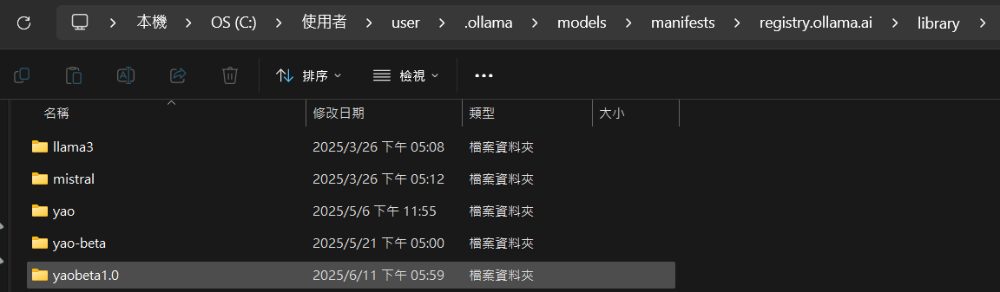 本機 > OS (C:) > 使用者 > user > .ollama > models > manifests > registry.ollama.ai > library >
排序 檢視
名稱 修改日期 類型 大小
llama3 2025/3/26 下午 05:08 檔案資料夾
mistral 2025/3/26 下午 05:12 檔案資料夾
yao 2025/5/6 下午 11:55 檔案資料夾
yao-beta 2025/5/21 下午 05:00 檔案資料夾
yaobeta1.0 2025/6/11 下午 05:59 檔案資料夾